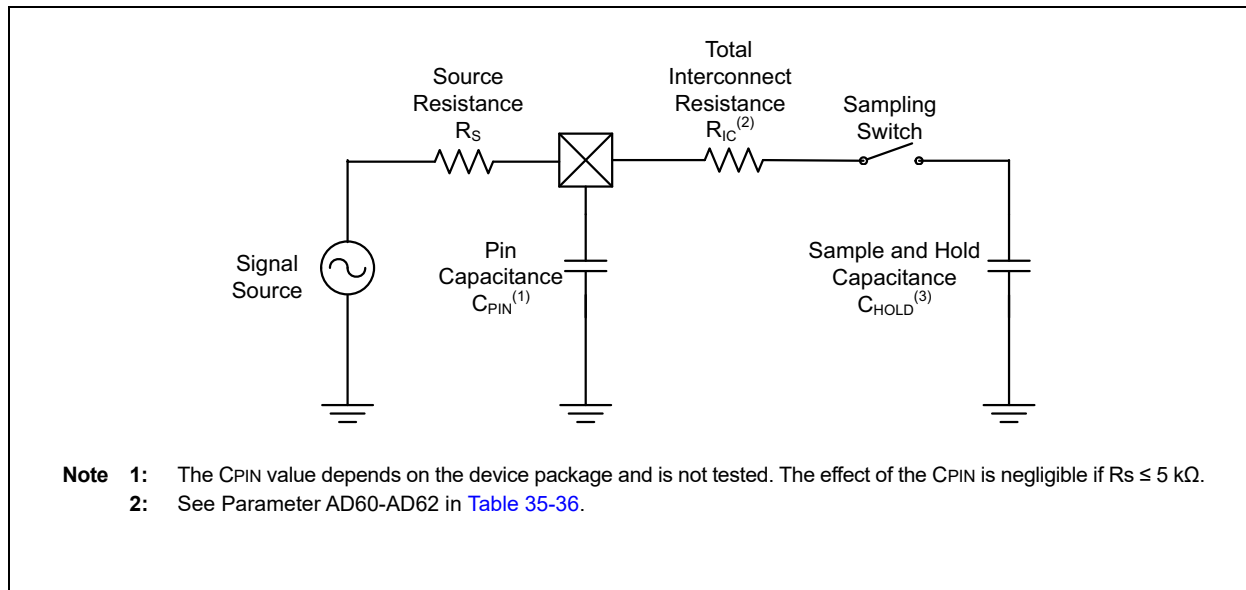 Total
Interconnect
Resistance
RIC(2)
Source
Resistance
RS
Sampling
Switch
Signal
Source
Pin
Capacitance
CPIN(1)
Sample and Hold
Capacitance
CHOLD(3)
Note 1: The CPIN value depends on the device package and is not tested. The effect of the CPIN is negligible if Rs ≤ 5 kΩ.
2: See Parameter AD60-AD62 in Table 35-36.